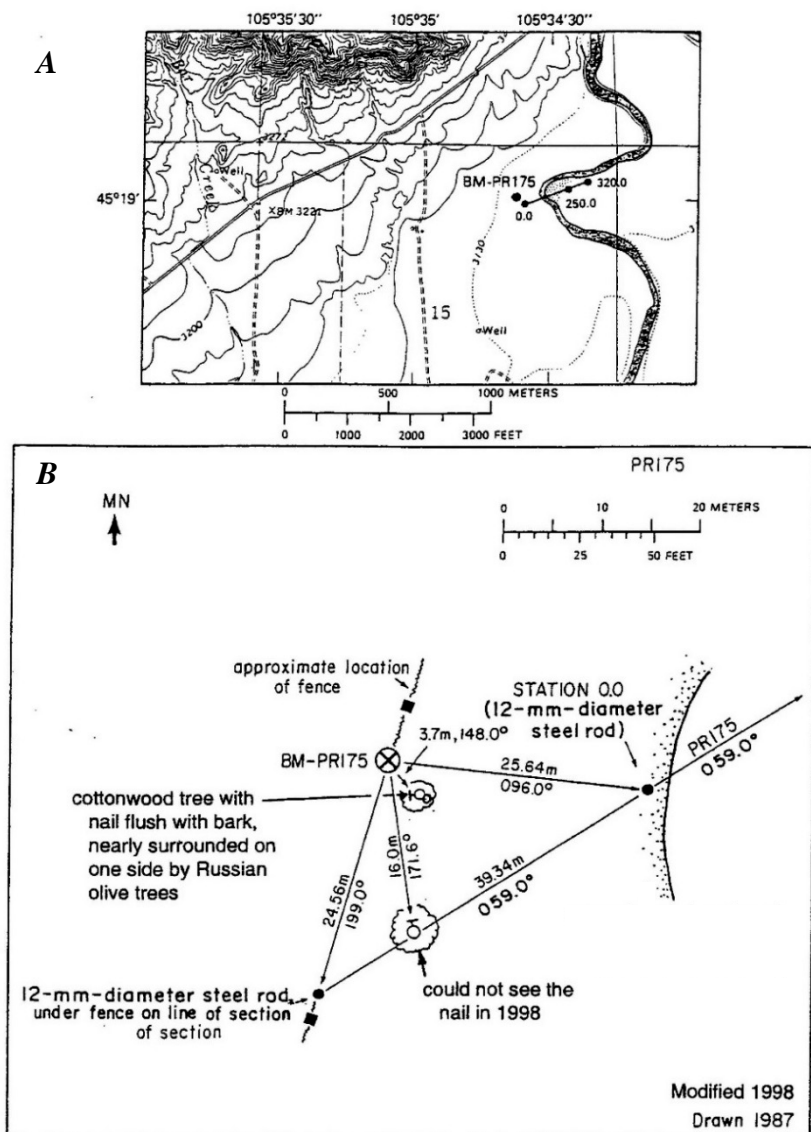 105°35'30"
105°35'
105°34'30"
A
Creek
3277
Well
45°19'
XBM 3221
BM-PR175
0.0
250.0
320.0
3130
15
Well
3200
0 500 1000 METERS
0 1000 2000 3000 FEET
B
PR175
MN
0 10 20 METERS
0 25 50 FEET
approximate location
of fence
STATION 0.0
(12-mm-diameter
steel rod)
PR175
059.0°
3.7m, 148.0°
BM-PR175
25.64m
096.0°
cottonwood tree with
nail flush with bark,
nearly surrounded on
one side by Russian
olive trees
16.0m
171.6°
24.56m
199.0°
39.34m
059.0°
12-mm-diameter steel rod
under fence on line of section
of section
could not see the
nail in 1998
Modified 1998
Drawn 1987